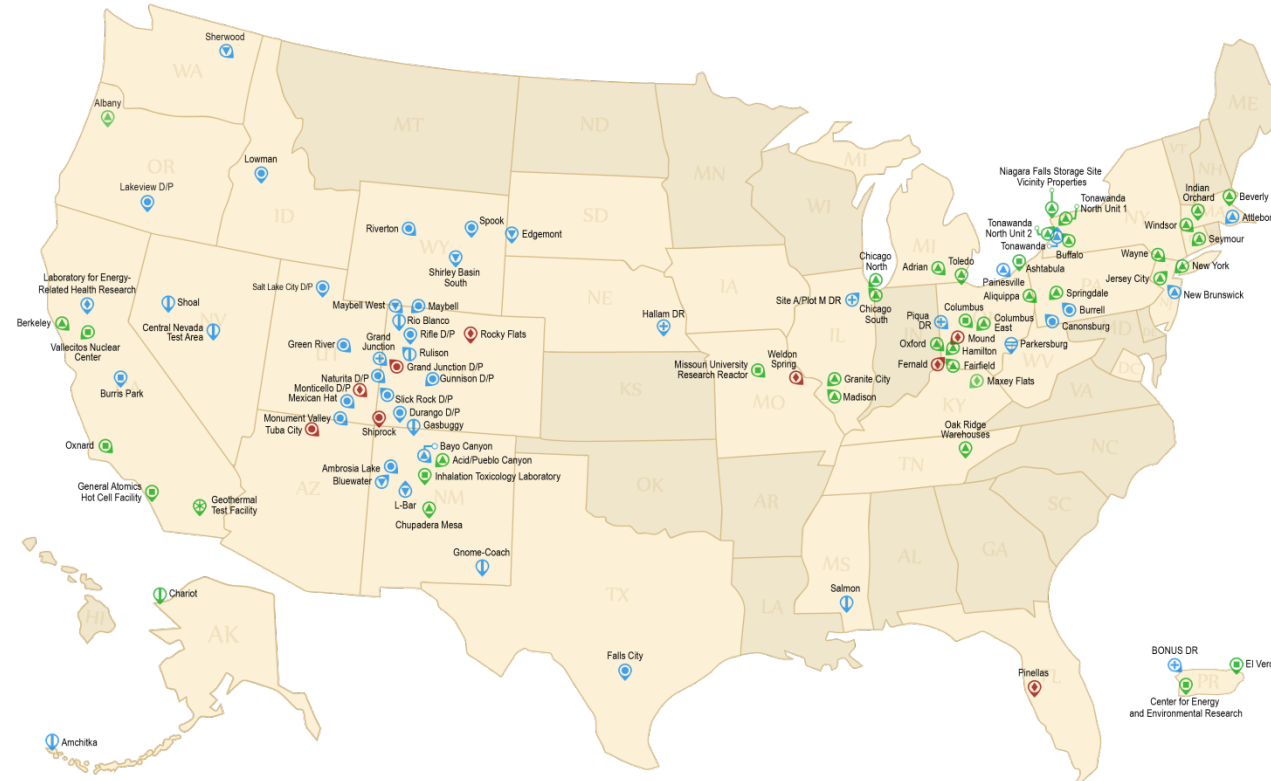 Sherwood
WA
Albany
OR
Lowman
Lakeview D/P
ID
MT
ND
MN
SD
WI
MI
MI
ME
VT
NH
Niagara Falls Storage Site
Vicinity Properties
Tonawanda
North Unit 1
Tonawanda
North Unit 2
Tonawanda
Buffalo
NY
Indian
Orchard
Beverly
MA
Windsor
Attlebor
Seymour
Riverton
Spook
Edgemont
WY
Shirley Basin
South
Laboratory for Energy-
Related Health Research
Shoal
Salt Lake City D/P
Maybell West
Maybell
NE
IA
Chicago
North
Adrian
Toledo
Ashtabula
Painesville
Wayne
New York
Jersey City
PA
New Brunswick
Berkeley
Vallecitos Nuclear
Center
NV
Central Nevada
Test Area
Rio Blanco
Rifle D/P
Rocky Flats
Hallam DR
Site A/Plot M DR
Chicago
South
IL
IN
Piqua
DR
Columbus
Columbus
East
Aliquippa
Springdale
Burrell
Canonsburg
Green River
UT
Grand
Junction
Rulison
Grand Junction D/P
Gunnison D/P
Naturita D/P
Monticello D/P
Mexican Hat
Slick Rock D/P
Durango D/P
Monument Valley
Tuba City
Shiprock
Gasbuggy
Burris Park
KS
Missouri University
Research Reactor
Weldon
Spring
MO
Granite City
Madison
Oxford
Mound
Hamilton
Fernald
Fairfield
Parkersburg
WV
Maxey Flats
KY
VA
MD
DC
Oxnard
General Atomics
Hot Cell Facility
Geothermal
Test Facility
AZ
Bayo Canyon
Acid/Pueblo Canyon
Ambrosia Lake
Bluewater
Inhalation Toxicology Laboratory
L-Bar
NM
Chupadera Mesa
Gnome-Coach
OK
AR
TN
Oak Ridge
Warehouses
NC
SC
TX
LA
MS
AL
GA
Salmon
Falls City
Chariot
AK
HI
Amchitka
Pinellas
FL
BONUS DR
El Verd
PR
Center for Energy
and Environmental Research